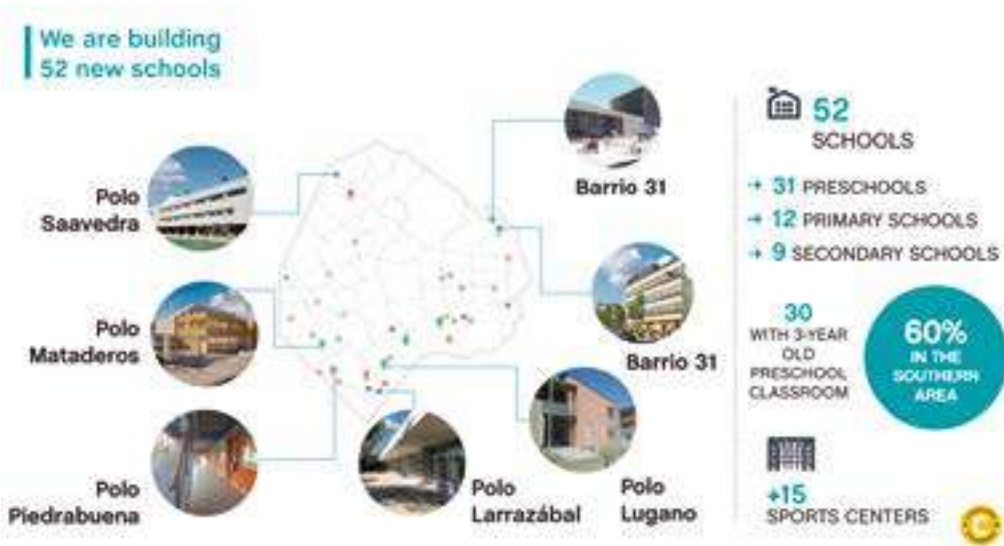 We are building
52 new schools
Polo
Saavedra
Polo
Mataderos
Polo
Piedrabuena
Polo
Larrazábal
Polo
Lugano
Barrio 31
Barrio 31
52
SCHOOLS
→ 31 PRESCHOOLS
→ 12 PRIMARY SCHOOLS
→ 9 SECONDARY SCHOOLS
30
WITH 3-YEAR
OLD
PRESCHOOL
CLASSROOM
60%
IN THE
SOUTHERN
AREA
+15
SPORTS CENTERS